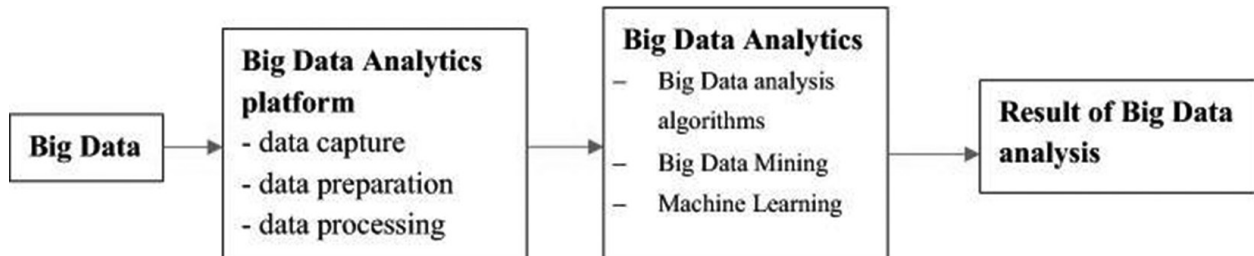 Big Data
Big Data Analytics
platform
- data capture
- data preparation
- data processing
Big Data Analytics
– Big Data analysis
algorithms
– Big Data Mining
– Machine Learning
Result of Big Data
analysis